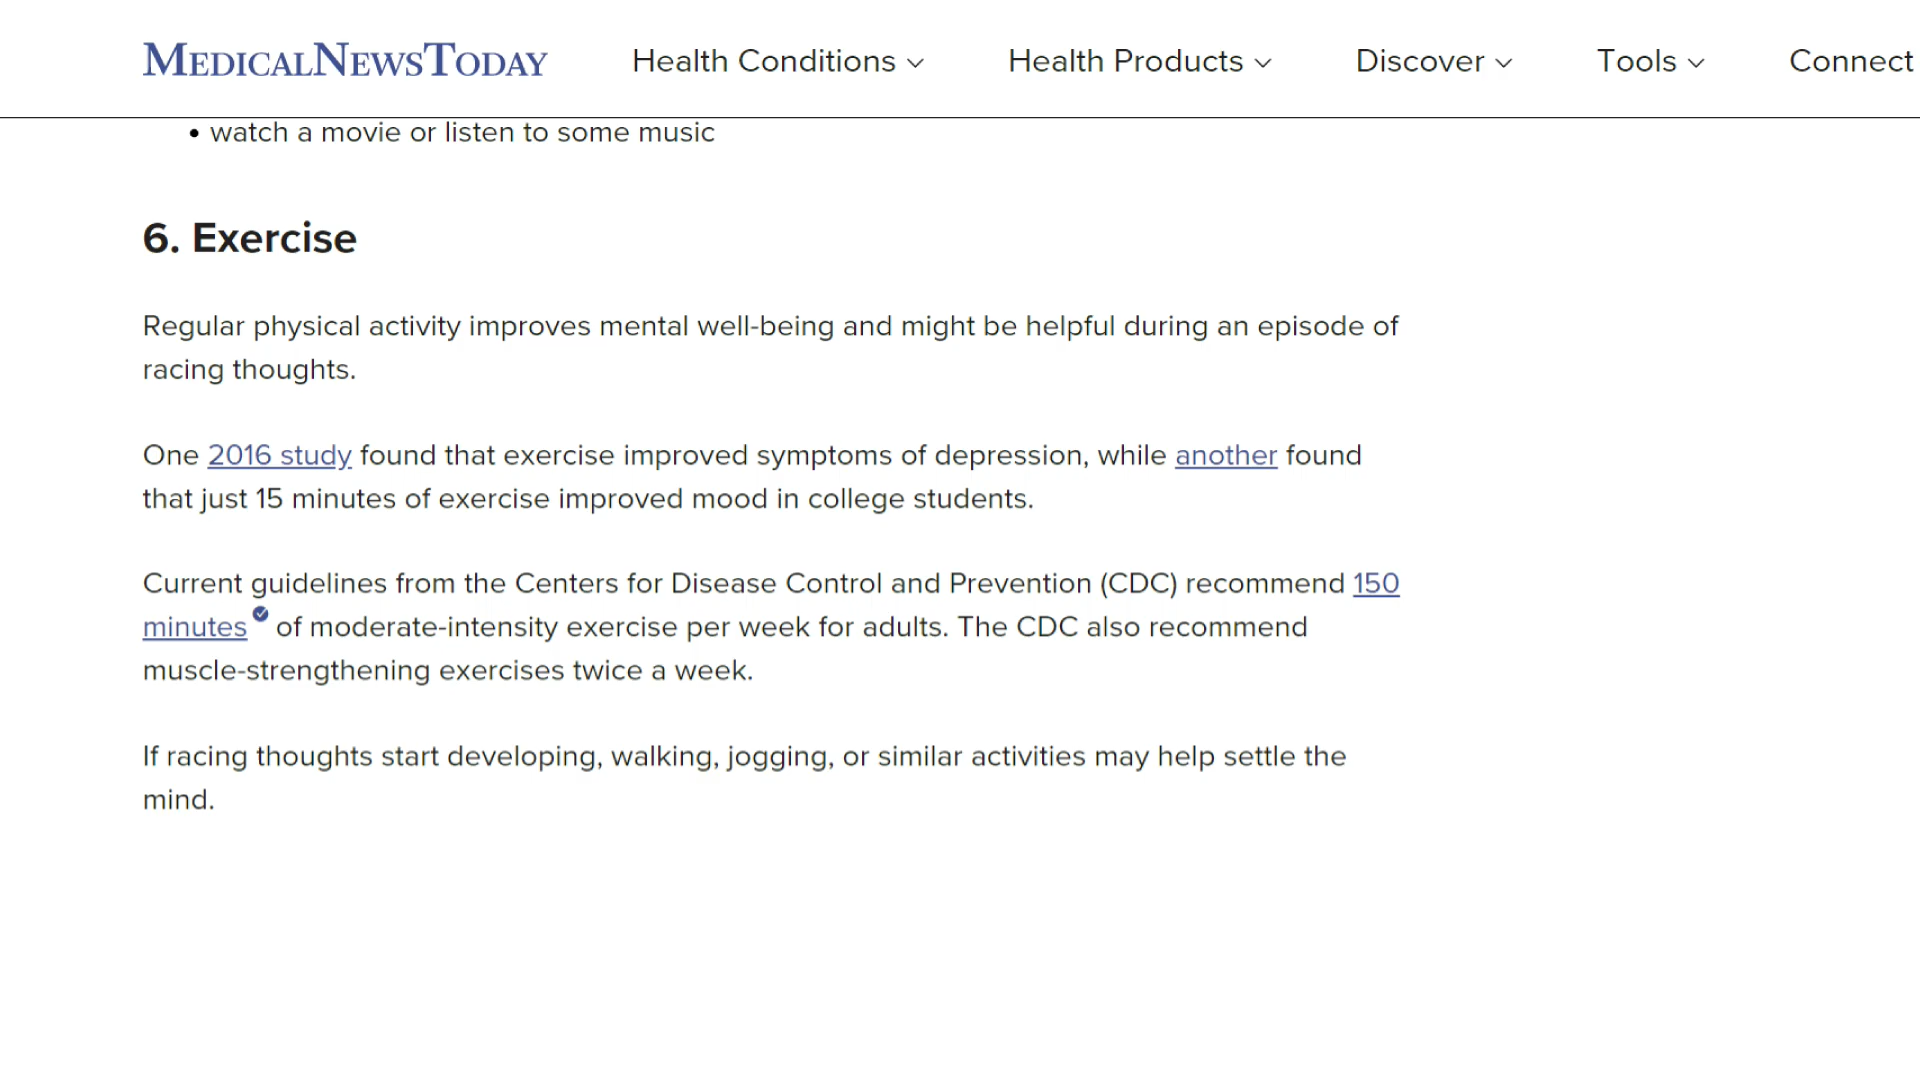 MEDICALNEWSTODAY Health Conditions Health Products Discover Tools Connect
• watch a movie or listen to some music
6. Exercise
Regular physical activity improves mental well-being and might be helpful during an episode of
racing thoughts.
One 2016 study found that exercise improved symptoms of depression, while another found
that just 15 minutes of exercise improved mood in college students.
Current guidelines from the Centers for Disease Control and Prevention (CDC) recommend 150
minutes of moderate-intensity exercise per week for adults. The CDC also recommend
muscle-strengthening exercises twice a week.
If racing thoughts start developing, walking, jogging, or similar activities may help settle the
mind.